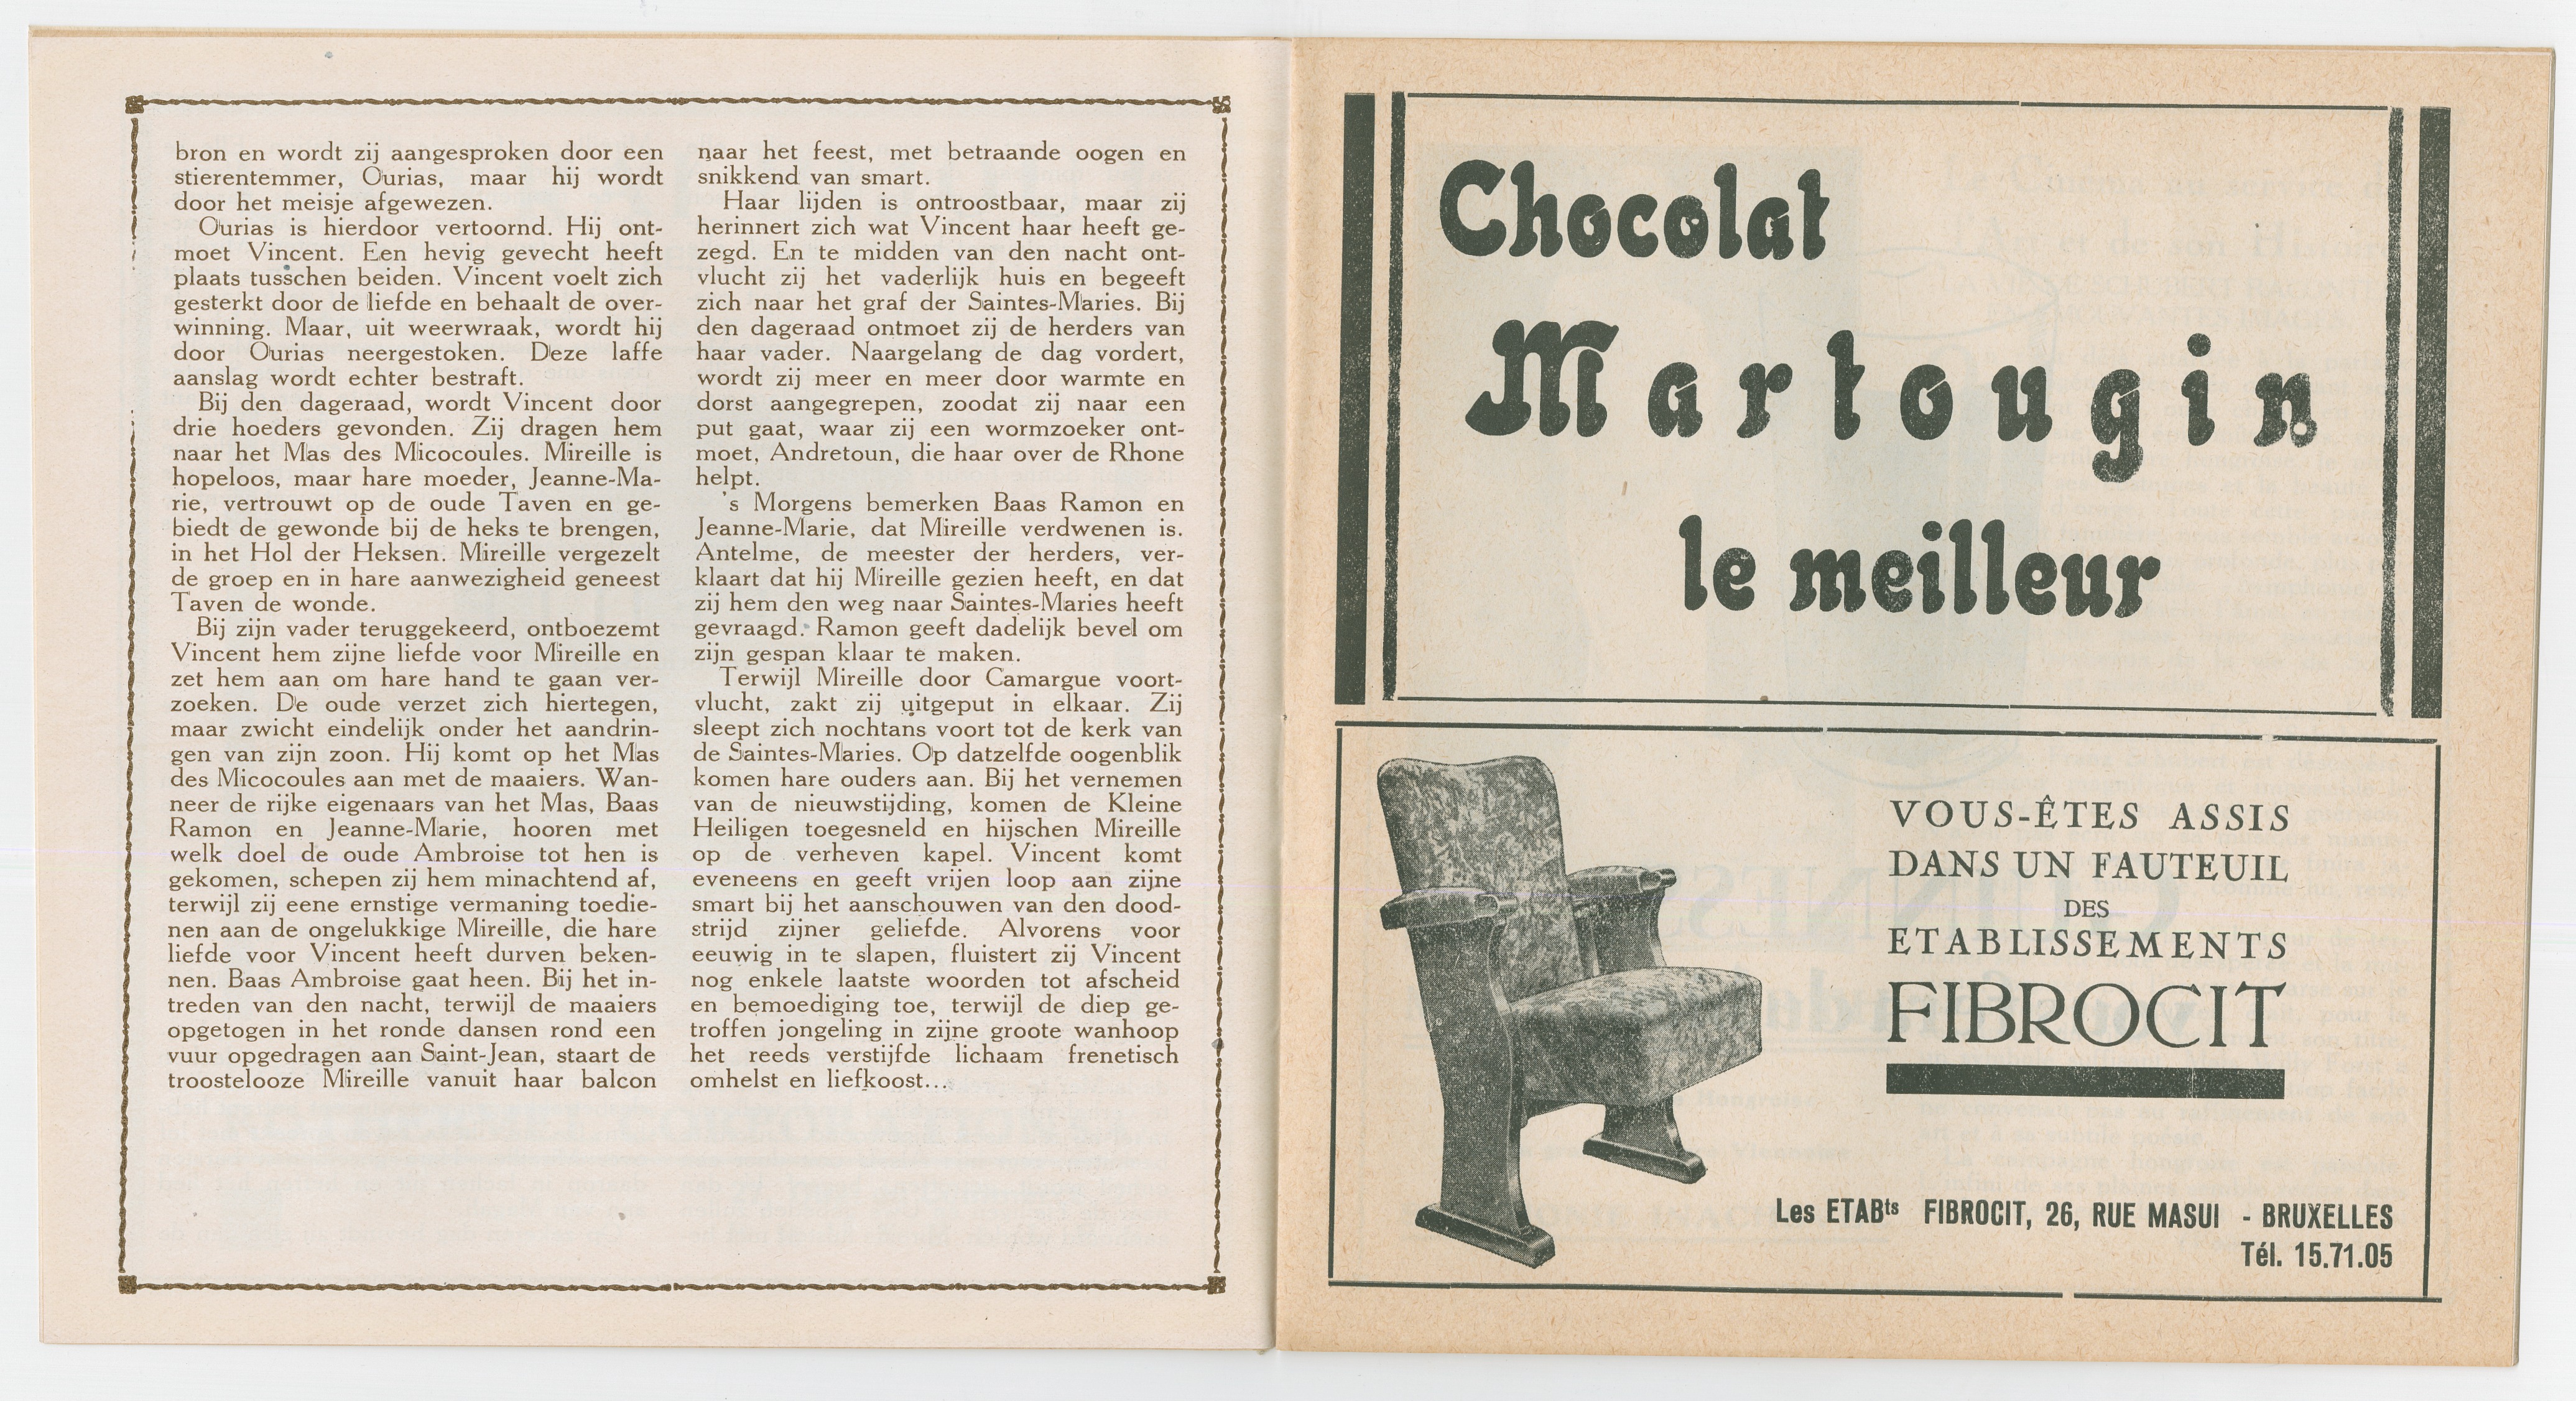 bron en wordt zij aangesproken door een
stierentemmer, Ourias, maar hij wordt
door het meisje afgewezen.
Ourias is hierdoor vertoornd. Hij ont-
moet Vincent. Een hevig gevecht heeft
plaats tusschen beiden. Vincent voelt zich
gesterkt door de liefde en behaalt de over-
winning. Maar, uit weerwraak, wordt hij
door Ourias neergestoken. Deze laffe
aanslag wordt echter bestraft.
Bij den dageraad, wordt Vincent door
drie hoeders gevonden. Zij dragen hem
naar het Mas des Micocoules. Mireille is
hopeloos, maar hare moeder, Jeanne-Ma-
rie, vertrouwt op de oude Taven en ge-
biedt de gewonde bij de heks te brengen,
in het Hol der Heksen. Mireille vergezelt
de groep en in hare aanwezigheid geneest
Taven de wonde.
Bij zijn vader teruggekeerd, ontboezemt
Vincent hem zijne liefde voor Mireille en
zet hem aan om hare hand te gaan ver-
zoeken. De oude verzet zich hiertegen,
maar zwicht eindelijk onder het aandrin-
gen van zijn zoon. Hij komt op het Mas
des Micocoules aan met de maaiers. Wan-
neer de rijke eigenaars van het Mas, Baas
Ramon en Jeanne-Marie, hooren met
welk doel de oude Ambroise tot hen is
gekomen, schepen zij hem minachtend af,
terwijl zij eene ernstige vermaning toedie-
nen aan de ongelukkige Mireille, die hare
liefde voor Vincent heeft durven beken-
nen. Baas Ambroise gaat heen. Bij het in-
treden van den nacht, terwijl de maaiers
opgetogen in het ronde dansen rond een
vuur opgedragen aan Saint-Jean, staart de
troostelooze Mireille vanuit haar balcon
naar het feest, met betraande oogen en
snikkend van smart.
Haar lijden is ontroostbaar, maar zij
herinnert zich wat Vincent haar heeft ge-
zegd. En te midden van den nacht ont-
vlucht zij het vaderlijk huis en begeeft
zich naar het graf der Saintes-Maries. Bij
den dageraad ontmoet zij de herders van
haar vader. Naargelang de dag vordert,
wordt zij meer en meer door warmte en
dorst aangegrepen, zoodat zij naar een
put gaat, waar zij een wormzoeker ont-
moet, Andretoun, die haar over de Rhone
helpt.
's Morgens bemerken Baas Ramon en
Jeanne-Marie, dat Mireille verdwenen is.
Antelme, de meester der herders, ver-
klaart dat hij Mireille gezien heeft, en dat
zij hem den weg naar Saintes-Maries heeft
gevraagd. Ramon geeft dadelijk bevel om
zijn gespan klaar te maken.
Terwijl Mireille door Camargue voort-
vlucht, zakt zij uitgeput in elkaar. Zij
sleept zich nochtans voort tot de kerk van
de Saintes-Maries. Op datzelfde oogenblik
komen hare ouders aan. Bij het vernemen
van de nieuwstijding, komen de Kleine
Heiligen toegesneld en hijschen Mireille
op de verheven kapel. Vincent komt
eveneens en geeft vrijen loop aan zijne
smart bij het aanschouwen van den dood-
strijd zijner geliefde. Alvorens voor
eeuwig in te slapen, fluistert zij Vincent
nog enkele laatste woorden tot afscheid
en bemoediging toe, terwijl de diep ge-
troffen jongeling in zijne groote wanhoop
het reeds verstijfde lichaam frenetisch
omhelst en liefkoost...
Chocolat
Martougin
le meilleur
VOUS-ÊTES ASSIS
DANS UN FAUTEUIL
DES
ETABLISSEMENTS
FIBROCIT
Les ETABts FIBROCIT, 26, RUE MASUI - BRUXELLES
Tél. 15.71.05